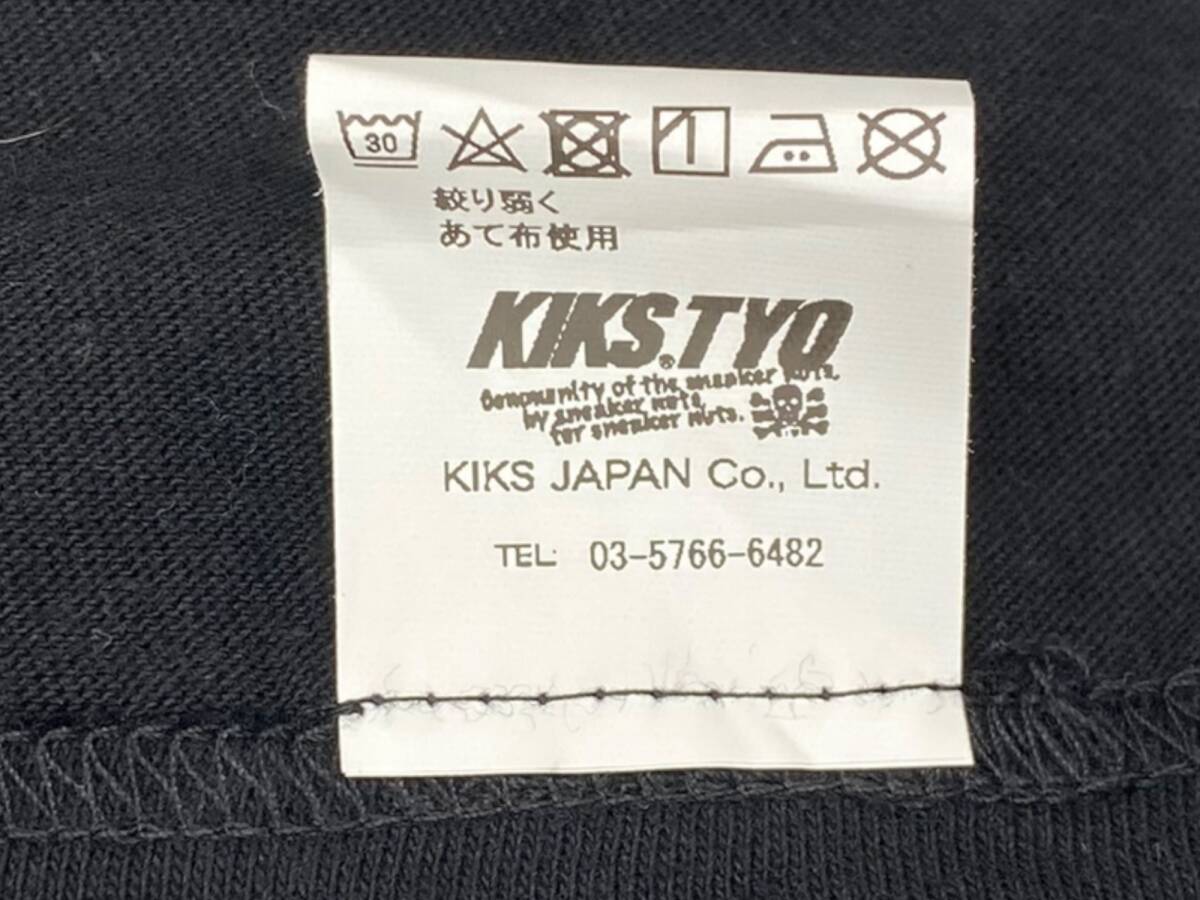 30
絞り弱く
あて布使用
KIKS®TYO
Community of the sneaker nuts,
by sneaker nuts,
for sneaker nuts.
KIKS JAPAN Co., Ltd.
TEL: 03-5766-6482